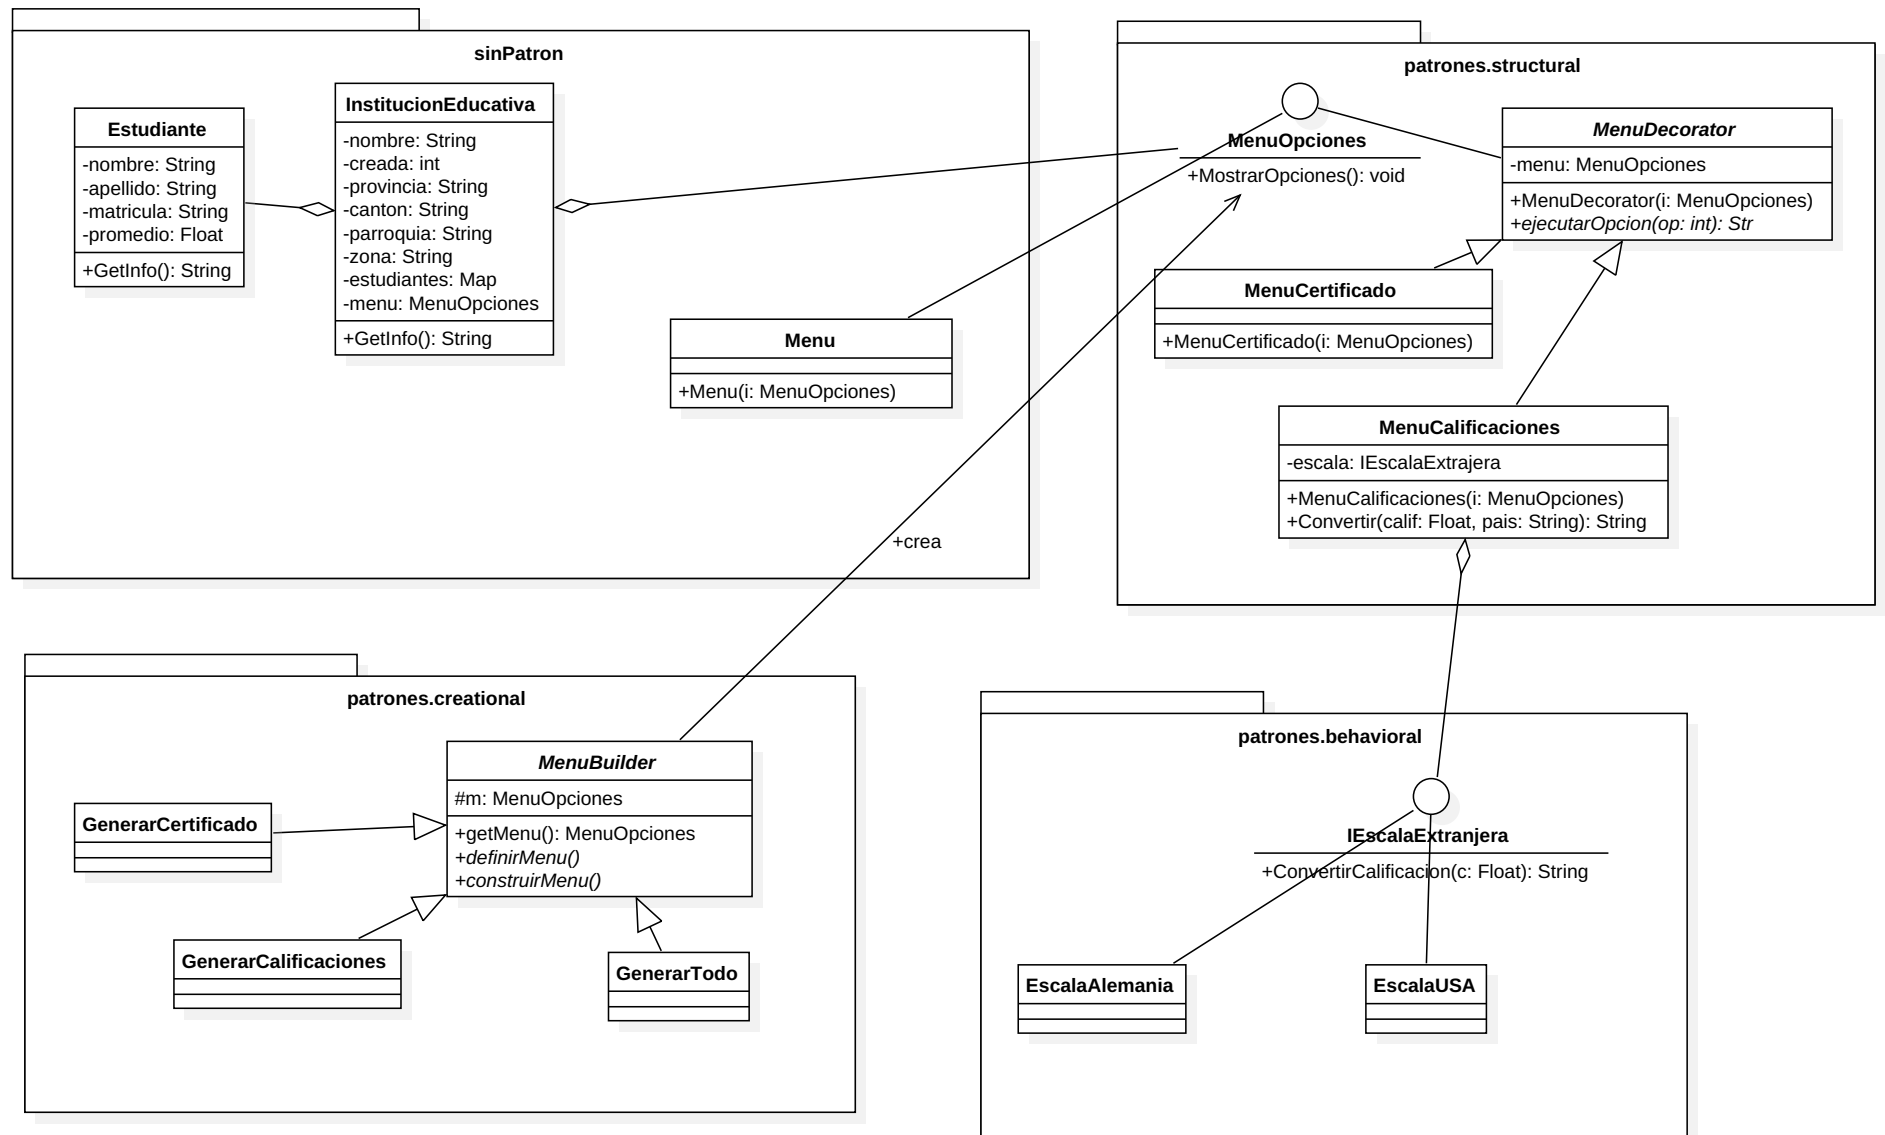 sinPatron
Estudiante
-nombre: String
-apellido: String
-matricula: String
-promedio: Float
+GetInfo(): String
InstitucionEducativa
-nombre: String
-creada: int
-provincia: String
-canton: String
-parroquia: String
-zona: String
-estudiantes: Map
-menu: MenuOpciones
+GetInfo(): String
Menu
+Menu(i: MenuOpciones)
patrones.structural
MenuOpciones
+MostrarOpciones(): void
MenuDecorator
-menu: MenuOpciones
+MenuDecorator(i: MenuOpciones)
+ejecutarOpcion(op: int): Str
MenuCertificado
+MenuCertificado(i: MenuOpciones)
MenuCalificaciones
-escala: IEscalaExtrajera
+MenuCalificaciones(i: MenuOpciones)
+Convertir(calif: Float, pais: String): String
+crea
patrones.creational
MenuBuilder
#m: MenuOpciones
+getMenu(): MenuOpciones
+definirMenu()
+construirMenu()
GenerarCertificado
GenerarCalificaciones
GenerarTodo
patrones.behavioral
IEscalaExtranjera
+ConvertirCalificacion(c: Float): String
EscalaAlemania
EscalaUSA